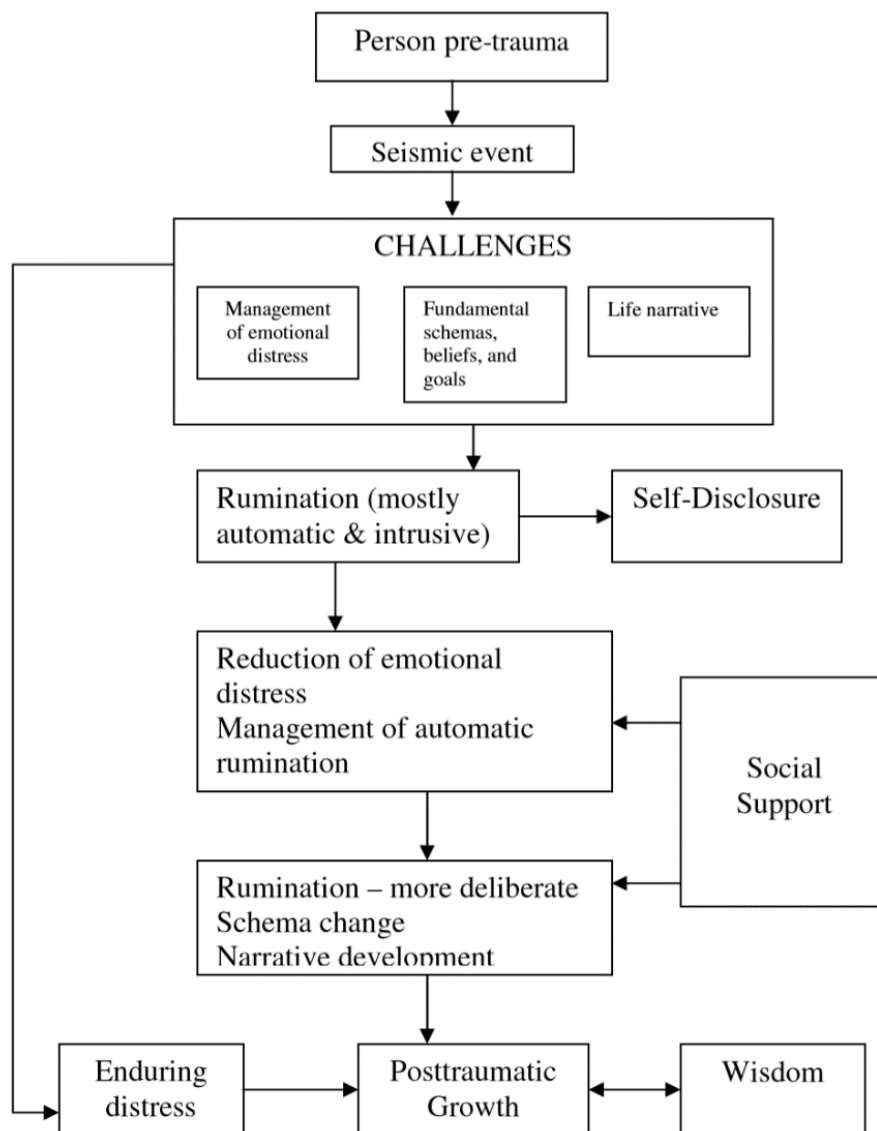 Person pre-trauma
Seismic event
CHALLENGES
Management
of emotional
distress
Fundamental
schemas,
beliefs, and
goals
Life narrative
Rumination (mostly
automatic & intrusive)
Self-Disclosure
Reduction of emotional
distress
Management of automatic
rumination
Social
Support
Rumination – more deliberate
Schema change
Narrative development
Enduring
distress
Posttraumatic
Growth
Wisdom